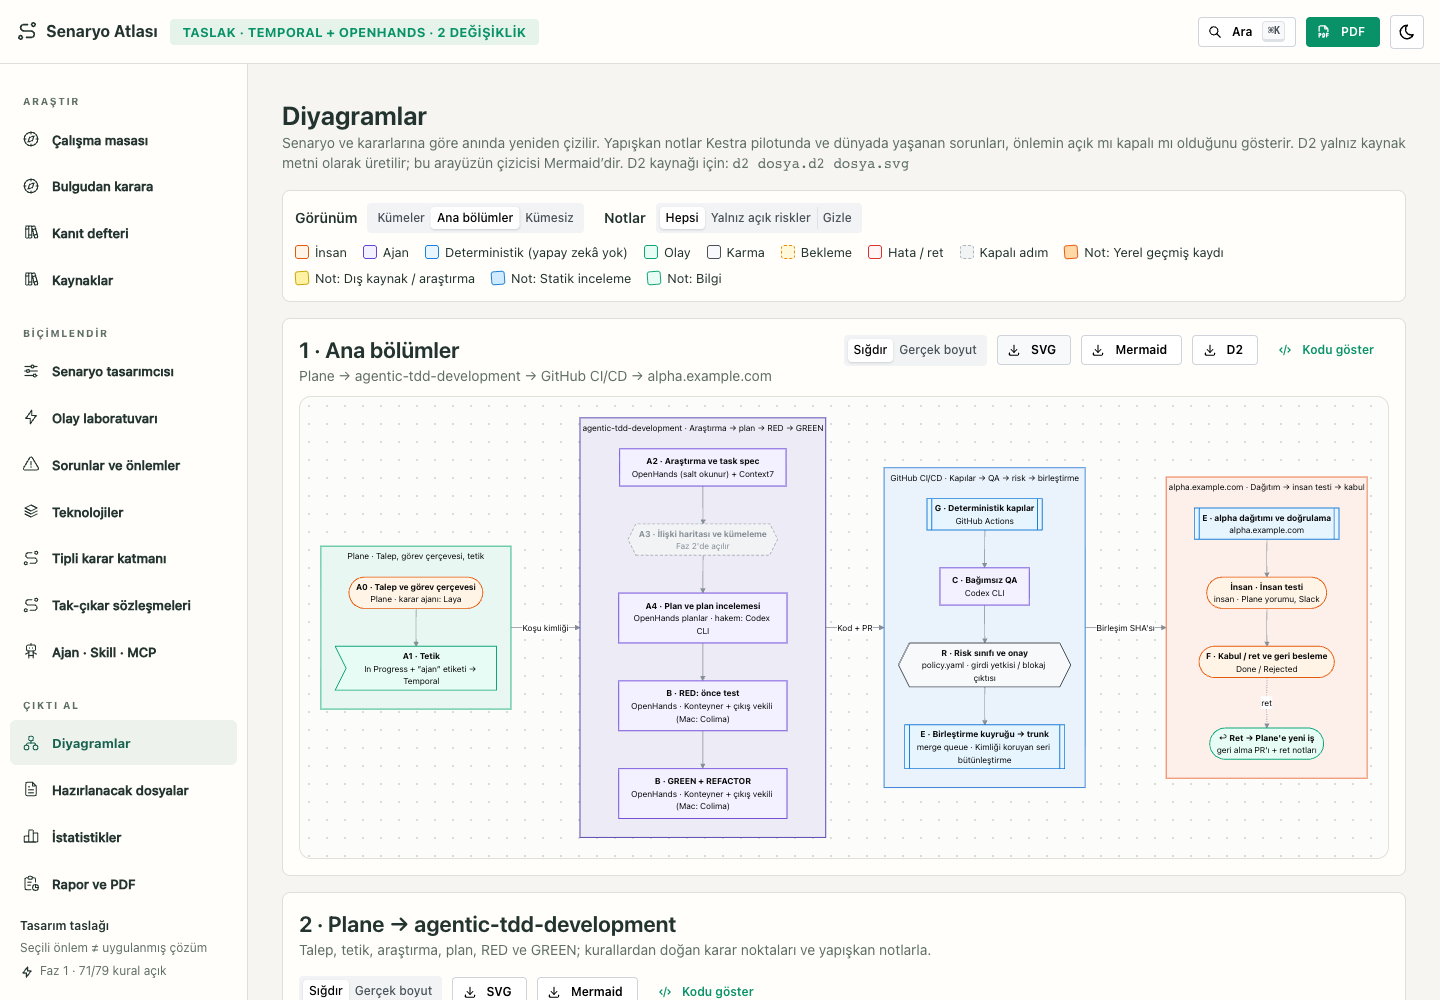 Senaryo Atlası
TASLAK · TEMPORAL + OPENHANDS · 2 DEĞİŞİKLİK
Ara ⌘K
PDF
ARAŞTIR
Çalışma masası
Bulgudan karara
Kanıt defteri
Kaynaklar
BİÇİMLENDİR
Senaryo tasarımcısı
Olay laboratuvarı
Sorunlar ve önlemler
Teknolojiler
Tipli karar katmanı
Tak-çıkar sözleşmeleri
Ajan · Skill · MCP
ÇIKTI AL
Diyagramlar
Hazırlanacak dosyalar
İstatistikler
Rapor ve PDF
Tasarım taslağı
Seçili önlem ≠ uygulanmış çözüm
Faz 1 · 71/79 kural açık
Diyagramlar
Senaryo ve kararlarına göre anında yeniden çizilir. Yapışkan notlar Kestra pilotunda ve dünyada yaşanan sorunları, önlemin açık mı kapalı mı olduğunu gösterir. D2 yalnız kaynak
metni olarak üretilir; bu arayüzün çizicisi Mermaid'dir. D2 kaynağı için: d2 dosya.d2 dosya.svg
Görünüm Kümeler Ana bölümler Kümesiz Notlar Hepsi Yalnız açık riskler Gizle
İnsan Ajan Deterministik (yapay zekâ yok) Olay Karma Bekleme Hata / ret Kapalı adım Not: Yerel geçmiş kaydı
Not: Dış kaynak / araştırma Not: Statik inceleme Not: Bilgi
1 · Ana bölümler
Sığdır Gerçek boyut SVG Mermaid D2 Kodu göster
Plane → agentic-tdd-development → GitHub CI/CD → alpha.example.com
Plane · Talep, görev çerçevesi, tetik
A0 · Talep ve görev çerçevesi
Plane · karar ajanı: Laya
A1 · Tetik
In Progress + "ajan" etiketi →
Temporal
Koşu kimliği
agentic-tdd-development · Araştırma → plan → RED → GREEN
A2 · Araştırma ve task spec
OpenHands (salt okunur) + Context7
A3 · İlişki haritası ve kümeleme
Faz 2'de açılır
A4 · Plan ve plan incelemesi
OpenHands planlar · hakem: Codex
CLI
B · RED: önce test
OpenHands · Konteyner + çıkış vekili
(Mac: Colima)
B · GREEN + REFACTOR
OpenHands · Konteyner + çıkış vekili
(Mac: Colima)
Kod + PR
GitHub CI/CD · Kapılar → QA → risk → birleştirme
G · Deterministik kapılar
GitHub Actions
C · Bağımsız QA
Codex CLI
R · Risk sınıfı ve onay
policy.yaml · girdi yetkisi / blokaj
çıktısı
E · Birleştirme kuyruğu → trunk
merge queue · Kimliği koruyan seri
bütünleştirme
Birleşim SHA'sı
alpha.example.com · Dağıtım → insan testi → kabul
E · alpha dağıtımı ve doğrulama
alpha.example.com
İnsan · İnsan testi
insan · Plane yorumu, Slack
F · Kabul / ret ve geri besleme
Done / Rejected
ret
↩ Ret → Plane'e yeni iş
geri alma PR'ı + ret notları
2 · Plane → agentic-tdd-development
Talep, tetik, araştırma, plan, RED ve GREEN; kurallardan doğan karar noktaları ve yapışkan notlarla.
Sığdır Gerçek boyut SVG Mermaid Kodu göster